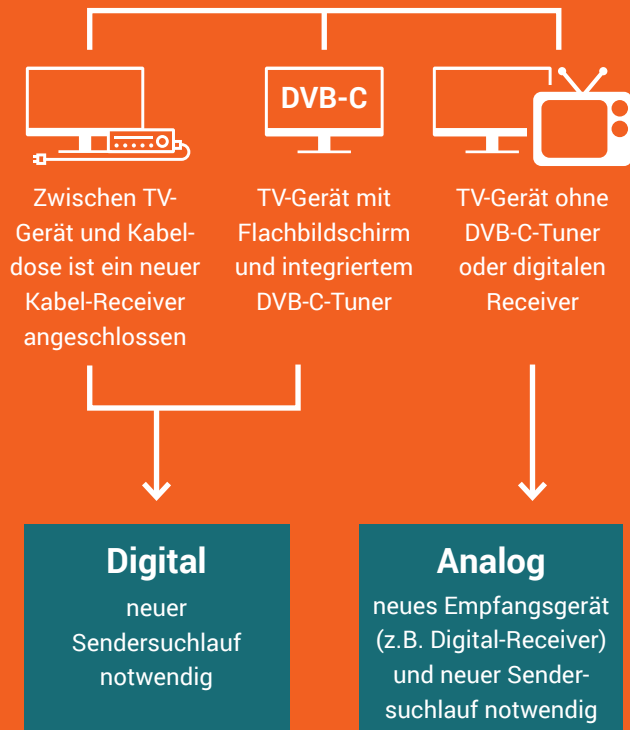 DVB-C
Zwischen TV-
Gerät und Kabel-
dose ist ein neuer
Kabel-Receiver
angeschlossen
TV-Gerät mit
Flachbildschirm
und integriertem
DVB-C-Tuner
TV-Gerät ohne
DVB-C-Tuner
oder digitalen
Receiver
Digital
neuer
Sendersuchlauf
notwendig
Analog
neues Empfangsgerät
(z.B. Digital-Receiver)
und neuer Sender-
suchlauf notwendig